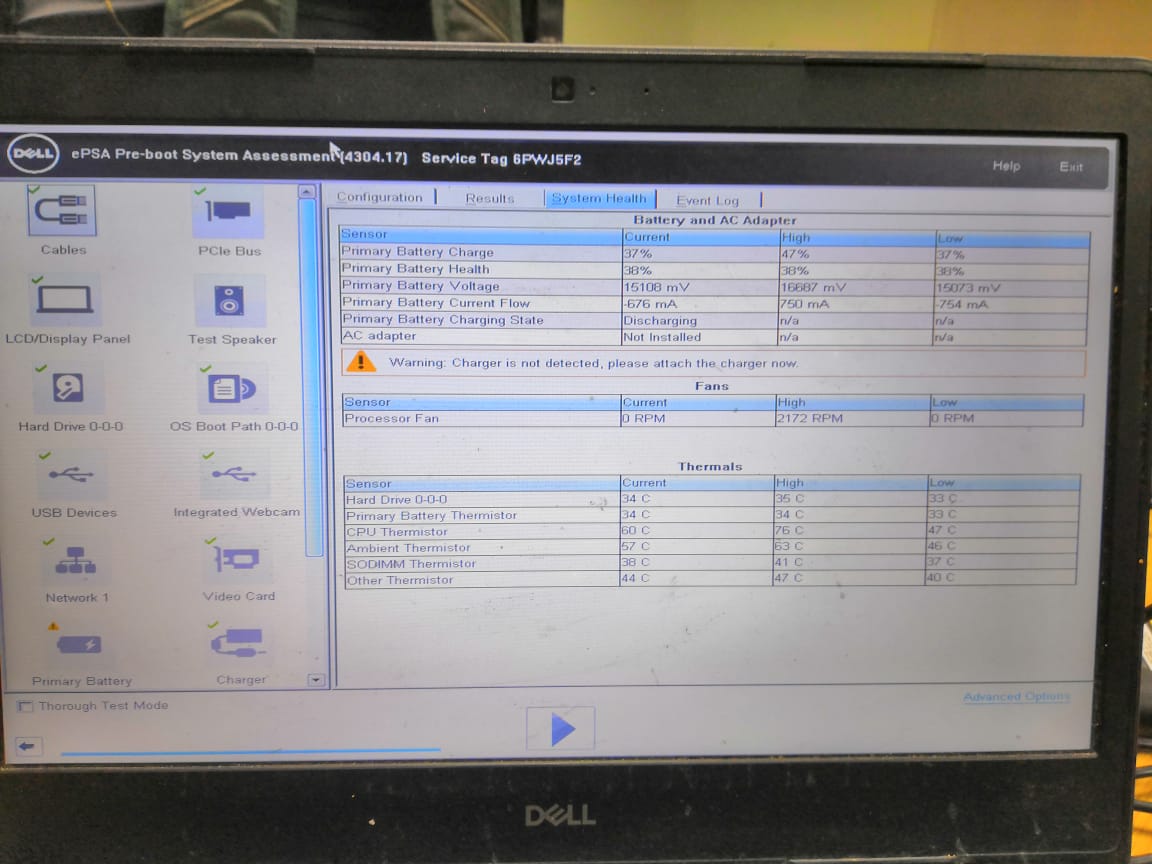 DELL ePSA Pre-boot System Assessment (4304.17) Service Tag 6PWJ5F2
Help Exit
Cables PCIe Bus
LCD/Display Panel Test Speaker
Hard Drive 0-0-0 OS Boot Path 0-0-0
USB Devices Integrated Webcam
Network 1 Video Card
Primary Battery Charger
Thorough Test Mode
Configuration Results System Health Event Log
Battery and AC Adapter
Sensor Current High Low
Primary Battery Charge 37% 47% 37%
Primary Battery Health 38% 38% 38%
Primary Battery Voltage 15108 mV 16687 mV 15073 mV
Primary Battery Current Flow -676 mA 750 mA -754 mA
Primary Battery Charging State Discharging n/a n/a
AC adapter Not Installed n/a n/a
Warning: Charger is not detected, please attach the charger now.
Fans
Sensor Current High Low
Processor Fan 0 RPM 2172 RPM 0 RPM
Thermals
Sensor Current High Low
Hard Drive 0-0-0 34 C 35 C 33 C
Primary Battery Thermistor 34 C 34 C 33 C
CPU Thermistor 60 C 76 C 47 C
Ambient Thermistor 57 C 63 C 46 C
SODIMM Thermistor 38 C 41 C 37 C
Other Thermistor 44 C 47 C 40 C
Advanced Options
DELL